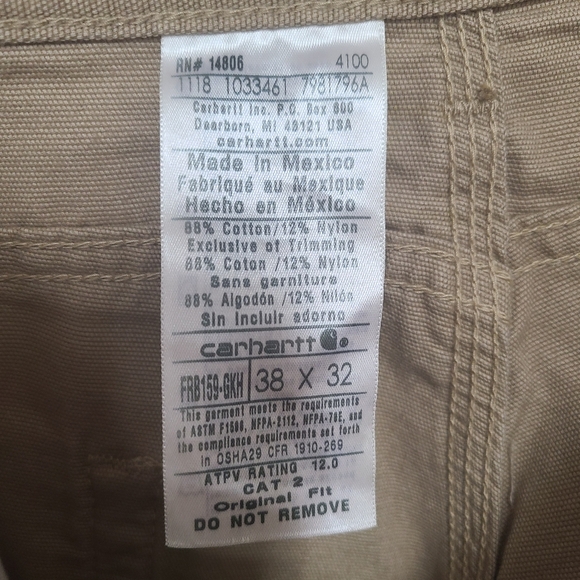 RN# 14806 4100
1118 1033461 7981796A
Carhartt Inc. P.O. Box 600
Dearborn, MI 48121 USA
carhartt.com
Made in Mexico
Fabriqué au Mexique
Hecho en México
88% Cotton/12% Nylon
Exclusive of Trimming
88% Coton /12% Nylon
Sans garniture
88% Algodón /12% Nilón
Sin Incluir adorno
carhartt ®
FRB159-GKH 38 X 32
This garment meets the requirements
of ASTM F1506, NFPA-2112, NFPA-70E, and
the compliance requirements set forth
in OSHA29 CFR 1910-269
ATPV RATING 12.0
CAT 2
Original Fit
DO NOT REMOVE